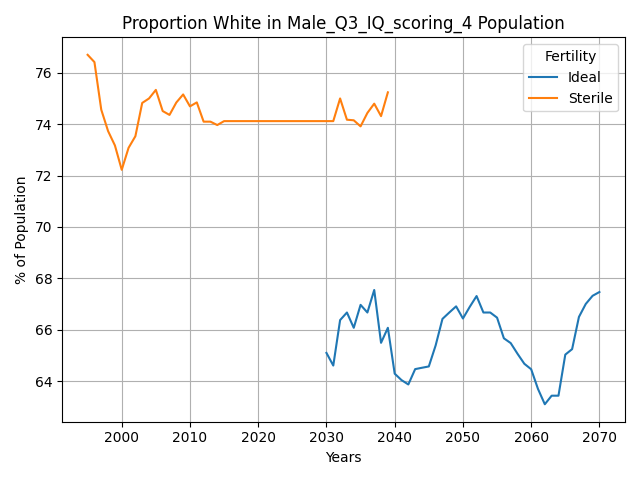 Proportion White in Male_Q3_IQ_scoring_4 Population
Fertility
Ideal
Sterile
% of Population
76
74
72
70
68
66
64
2000 2010 2020 2030 2040 2050 2060 2070
Years